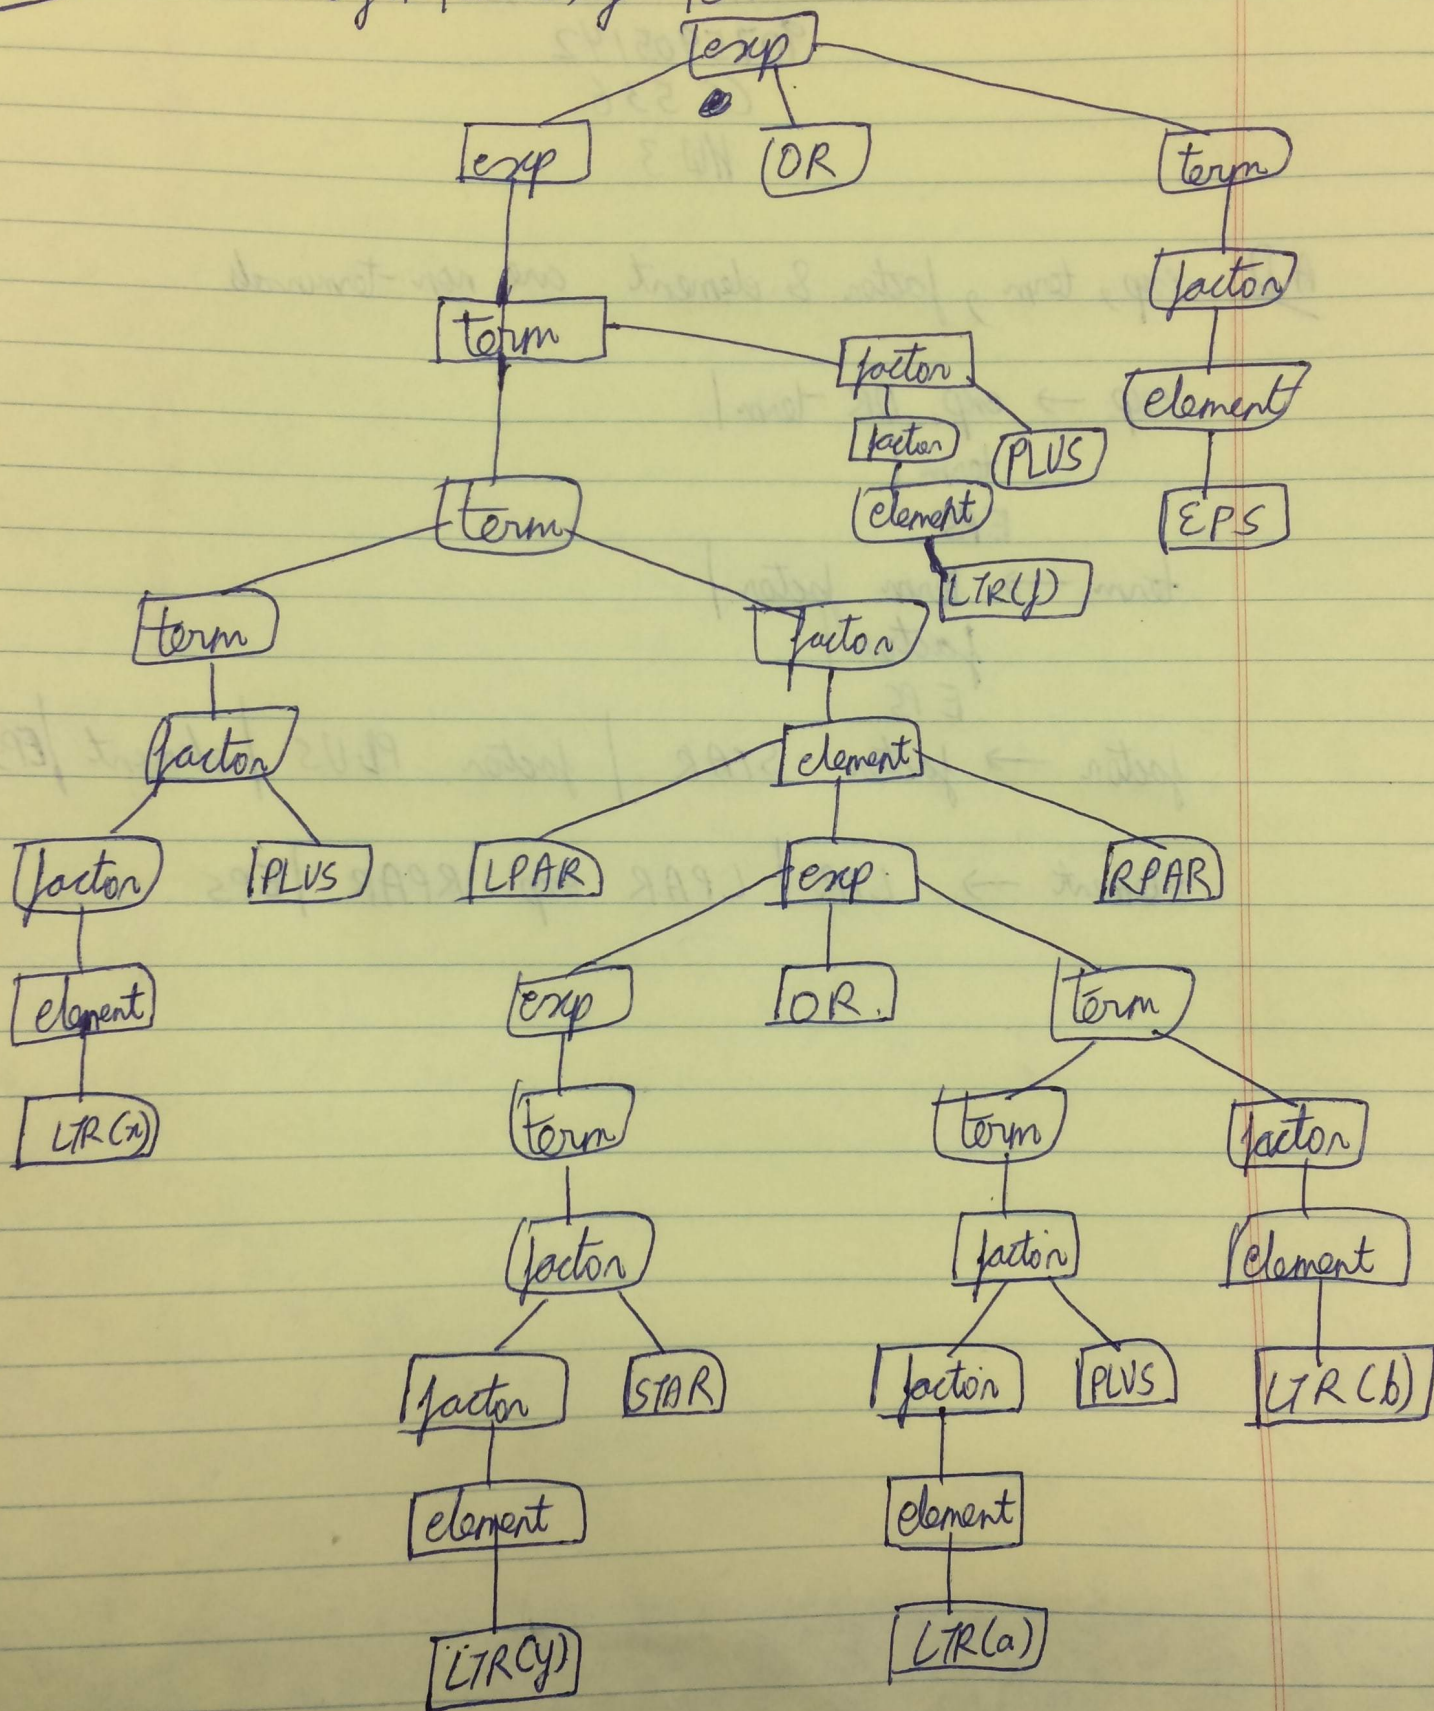 exp
exp OR term
factor
term factor
element
factor PLUS
term element EPS
LTR(f)
term factor
factor element
factor PLUS LPAR exp RPAR
element exp OR. term
LTR(x) term term factor
factor factor element
factor STAR factor PLUS LTR(b)
element element
LTR(y) LTR(a)